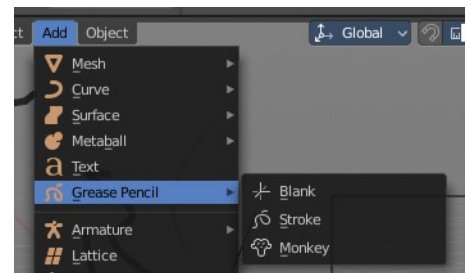 Add Object Global
Mesh
Curve
Surface
Metaball
Text
Grease Pencil
Blank
Stroke
Monkey
Armature
Lattice